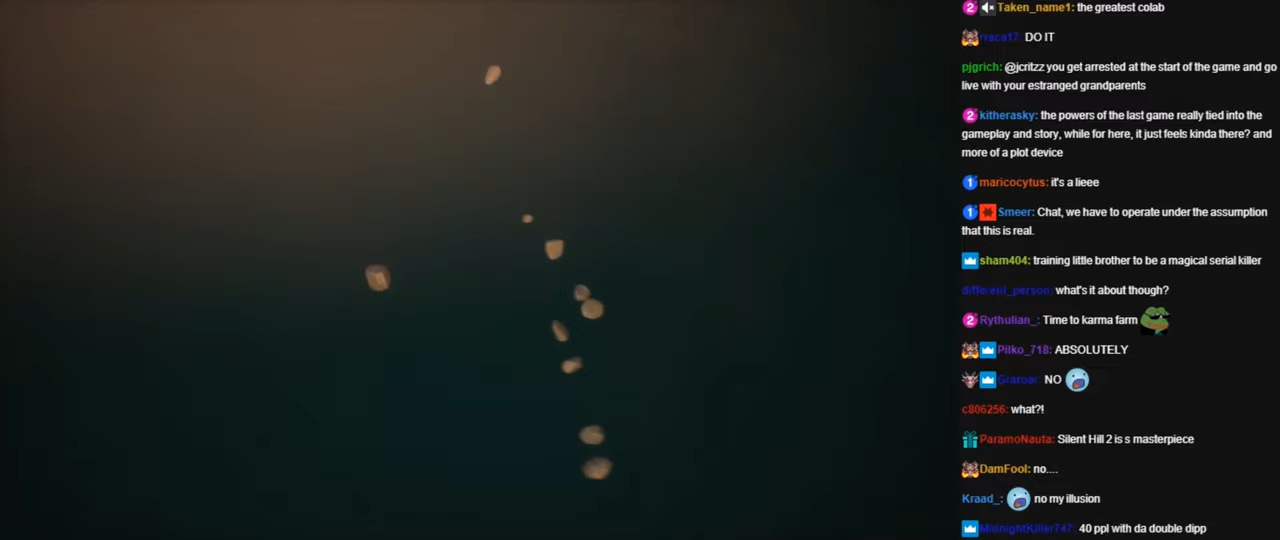 Taken_name1: the greatest colab
rraca17: DO IT
pjgrich: @jcritzz you get arrested at the start of the game and go
live with your estranged grandparents
kitherasky: the powers of the last game really tied into the
gameplay and story, while for here, it just feels kinda there? and
more of a plot device
maricocytus: it's a lieee
Smeer: Chat, we have to operate under the assumption
that this is real.
sham404: training little brother to be a magical serial killer
different_person: what's it about though?
Rythulian_: Time to karma farm
Pilko_718: ABSOLUTELY
Graroar: NO
c806256: what?!
ParamoNauta: Silent Hill 2 is s masterpiece
DamFool: no....
Kraad_: no my illusion
MidnightKiller747: 40 ppl with da double dipp